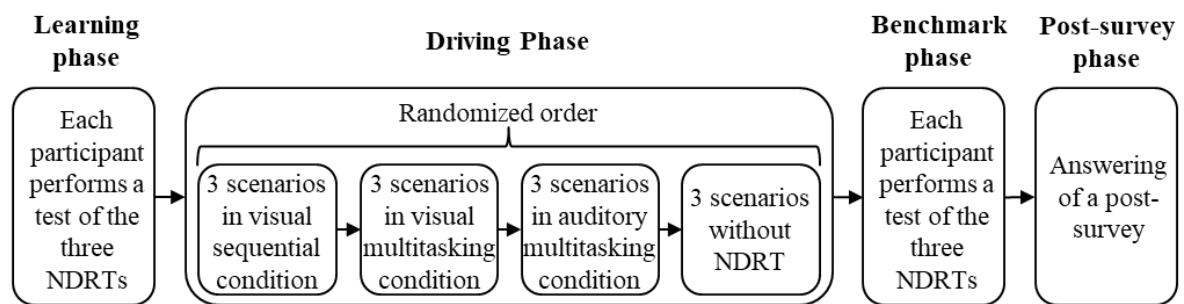 Learning
phase
Driving Phase
Benchmark
phase
Post-survey
phase
Each
participant
performs a
test of the
three
NDRTs
Randomized order
3 scenarios
in visual
sequential
condition
3 scenarios
in visual
multitasking
condition
3 scenarios
in auditory
multitasking
condition
3 scenarios
without
NDRT
Each
participant
performs a
test of the
three
NDRTs
Answering
of a post-
survey